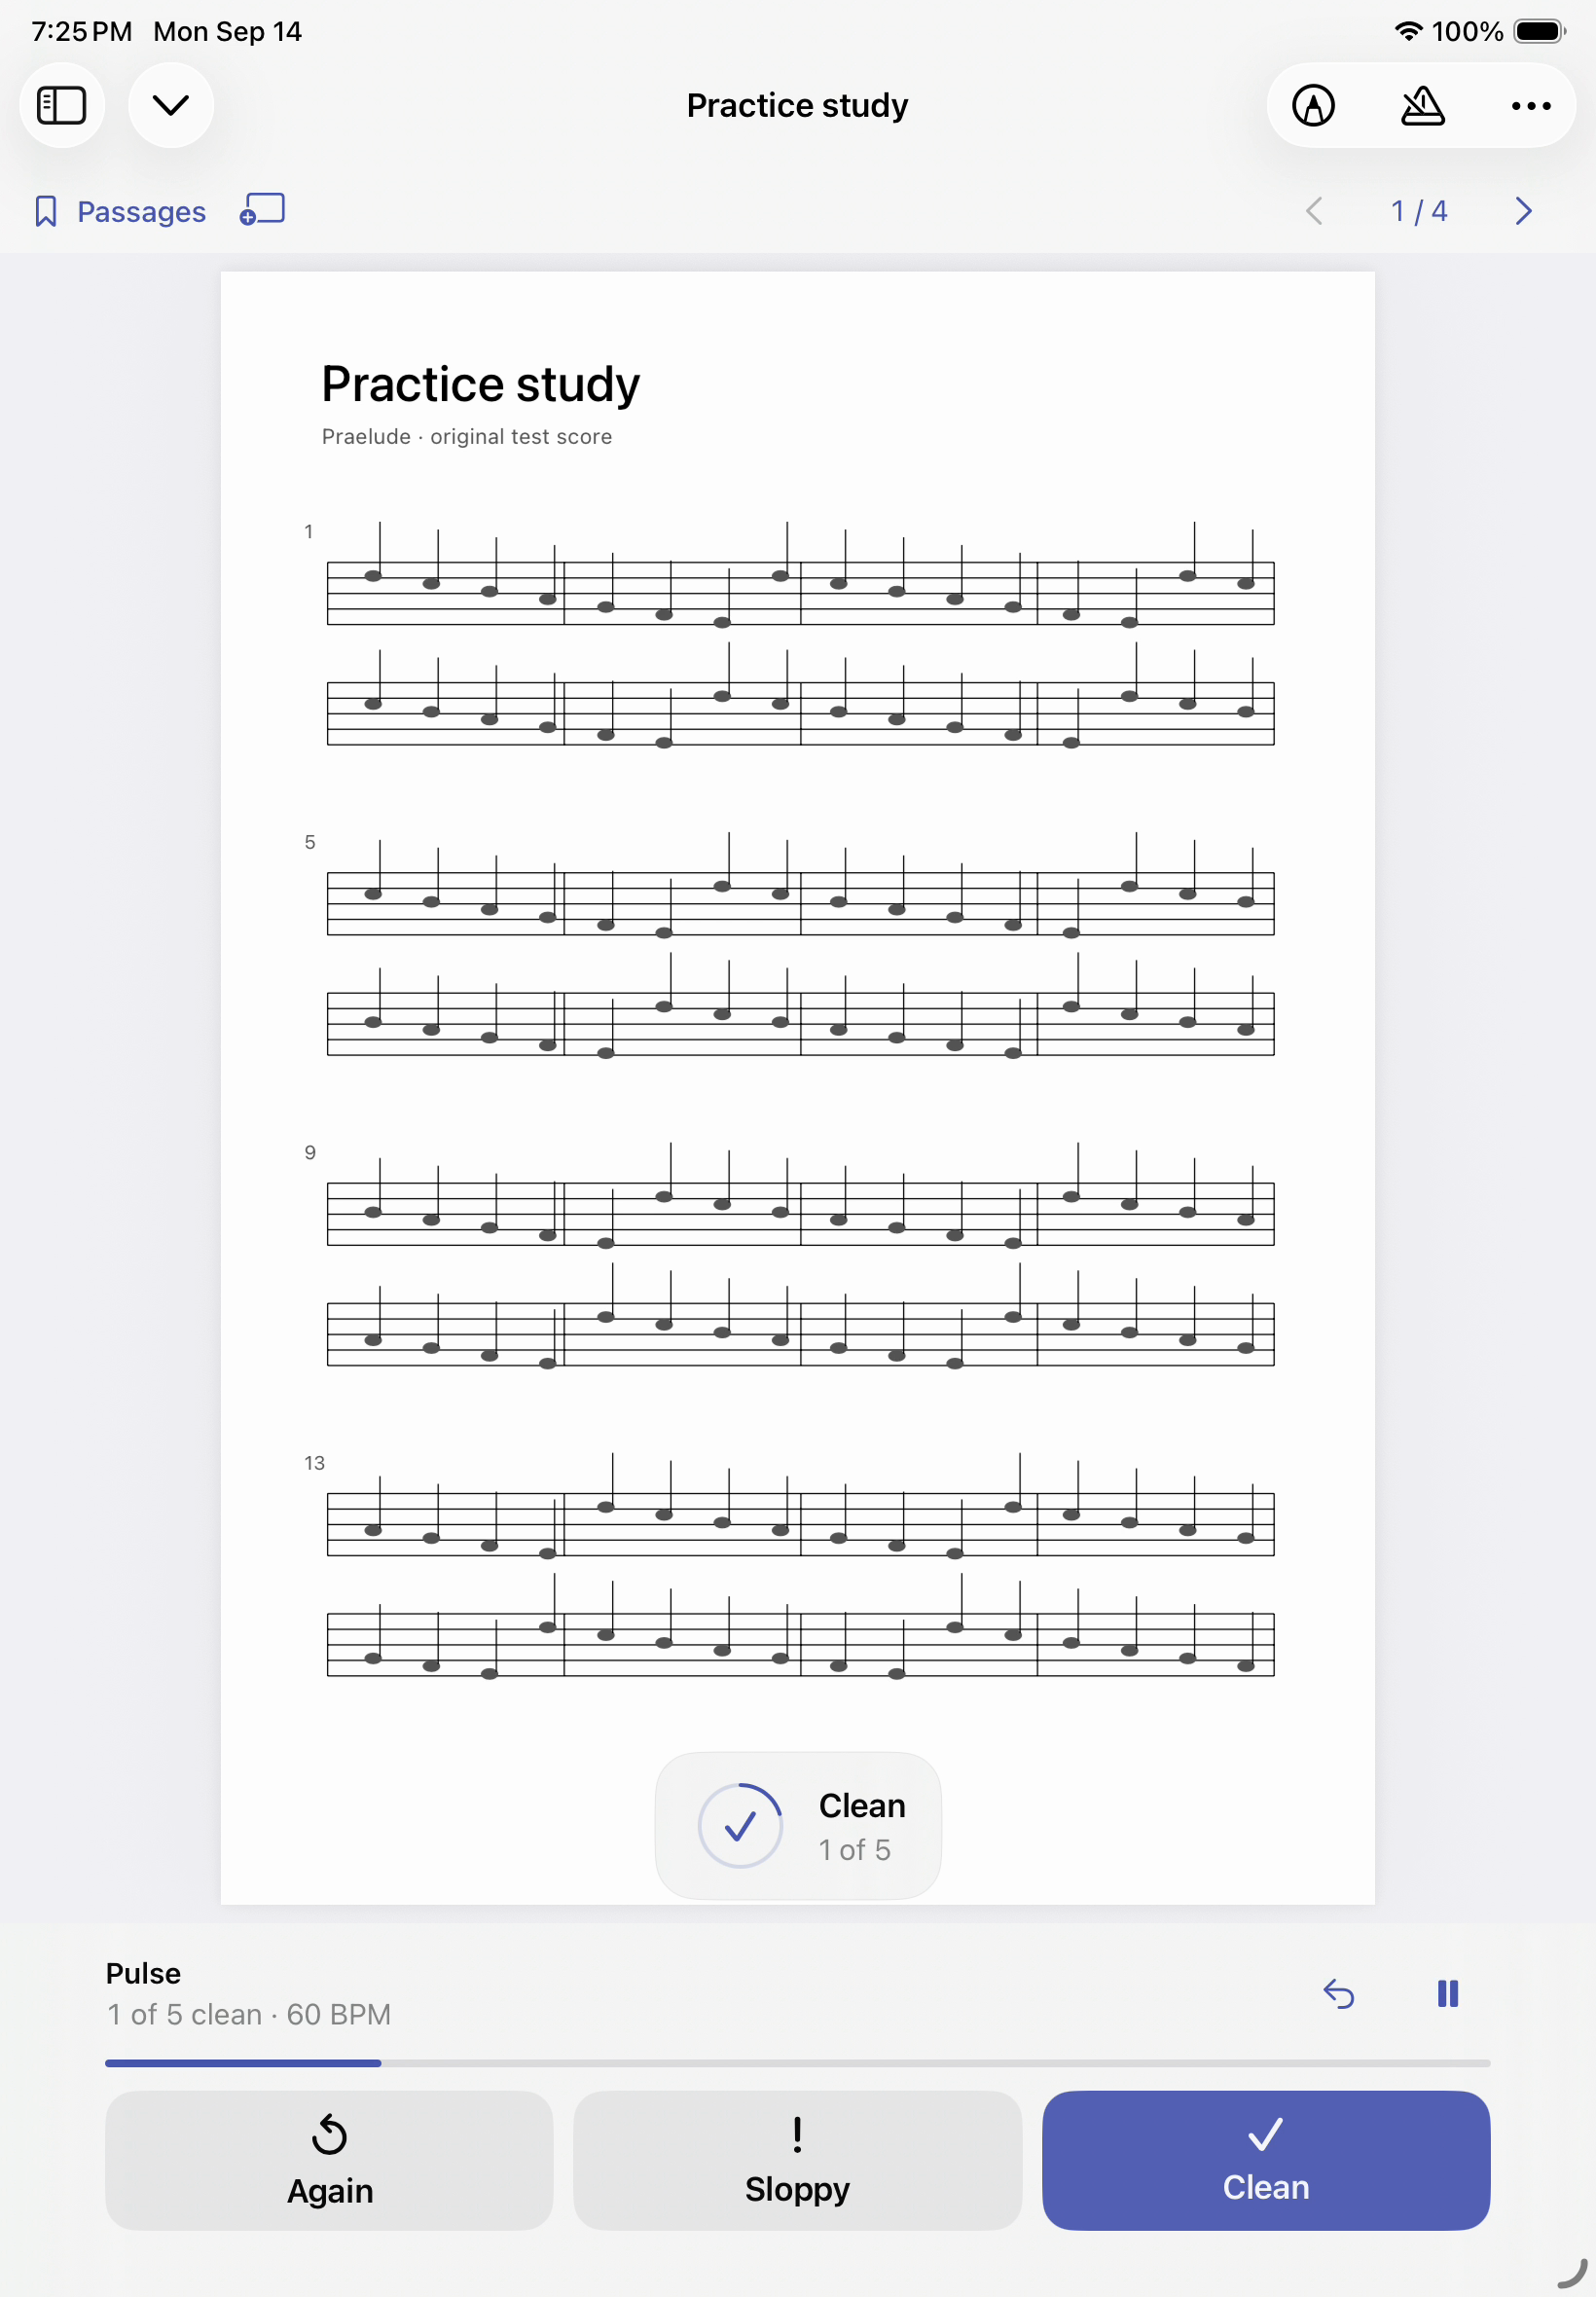 7:25 PM Mon Sep 14 100%
Practice study
Passages 1 / 4
Practice study
Praelude · original test score
1
5
9
13
Clean
1 of 5
Pulse
1 of 5 clean · 60 BPM
Again
! Sloppy
Clean